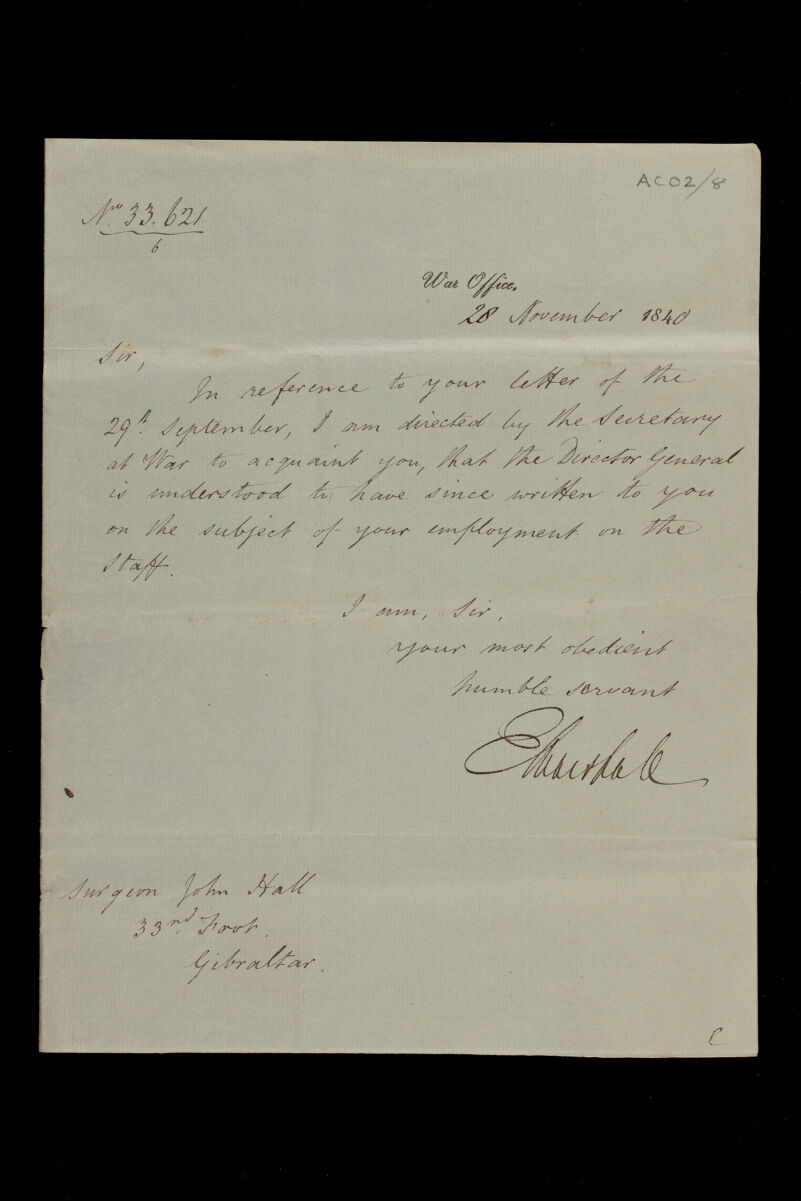 AC02/8
No. 33.621
6
War Office.
28 November 1840
Sir,
In reference to your letter of the
29th. September, I am directed by the Secretary
at War to acquaint you, that the Director General
is understood to have since written to you
on the subject of your employment on the
Staff.
I am, Sir,
your most obedient
humble servant
Surgeon John Hall
33rd. Foot.
Gibraltar.